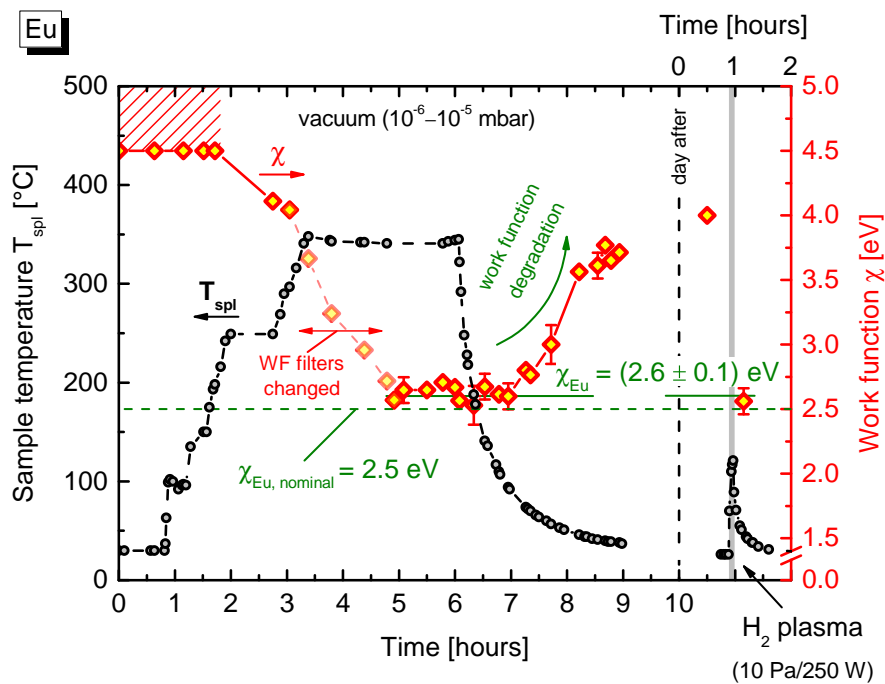 Eu
Time [hours]
0 1 2
500 5.0
vacuum (10⁻⁶–10⁻⁵ mbar)
day after
χ
400 4.5
4.0
300 3.5
T_spl
work function
degradation
WF filters
changed
200 3.0
χ_Eu = (2.6 ± 0.1) eV
2.5
χ_Eu, nominal = 2.5 eV
100 2.0
1.5
0 0.0
0 1 2 3 4 5 6 7 8 9 10
Sample temperature T_spl [°C]
Work function χ [eV]
Time [hours]
H₂ plasma
(10 Pa/250 W)